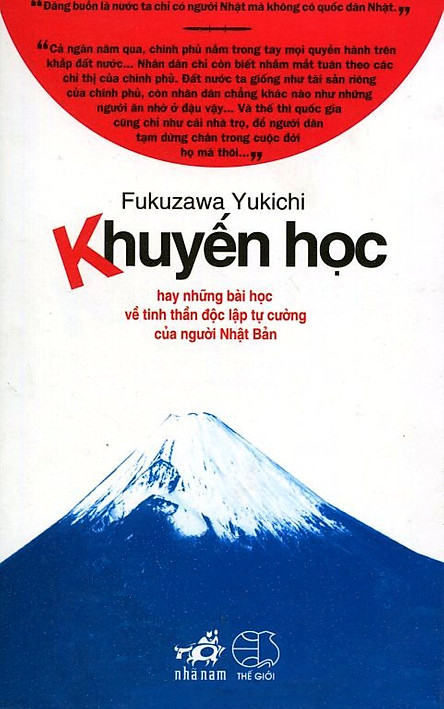 “Đáng buồn là nước ta chỉ có người Nhật mà không có quốc dân Nhật.„
“Cả ngàn năm qua, chính phủ nắm trong tay mọi quyền hành trên
khắp đất nước... Nhân dân chỉ còn biết nhắm mắt tuân theo các
chỉ thị của chính phủ. Đất nước ta giống như tài sản riêng
của chính phủ, còn nhân dân chẳng khác nào như những
người ăn nhờ ở đậu vậy... Và thế thì quốc gia
cũng chỉ như cái nhà trọ, để người dân
tạm dừng chân trong cuộc đời
họ mà thôi...„
Fukuzawa Yukichi
Khuyến học
hay những bài học
về tinh thần độc lập tự cường
của người Nhật Bản
nhã nam
THẾ GIỚI